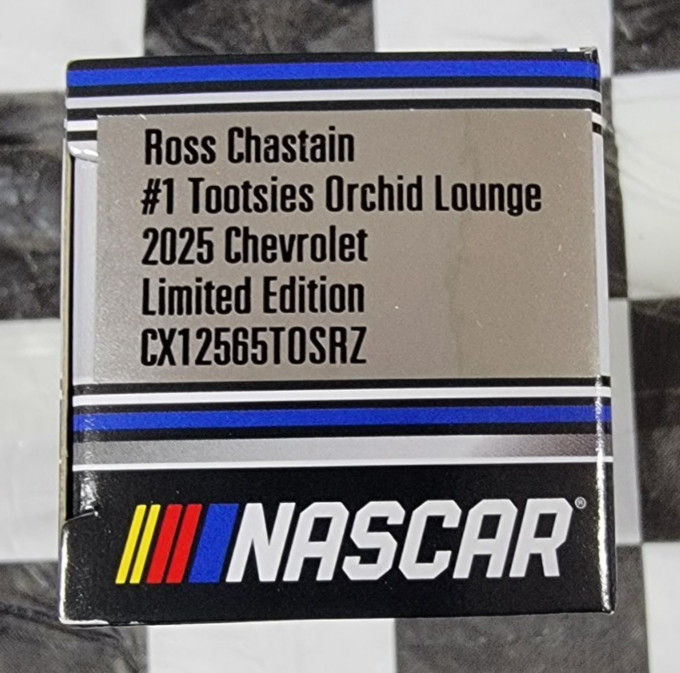 Ross Chastain
#1 Tootsies Orchid Lounge
2025 Chevrolet
Limited Edition
CX12565TOSRZ
NASCAR®